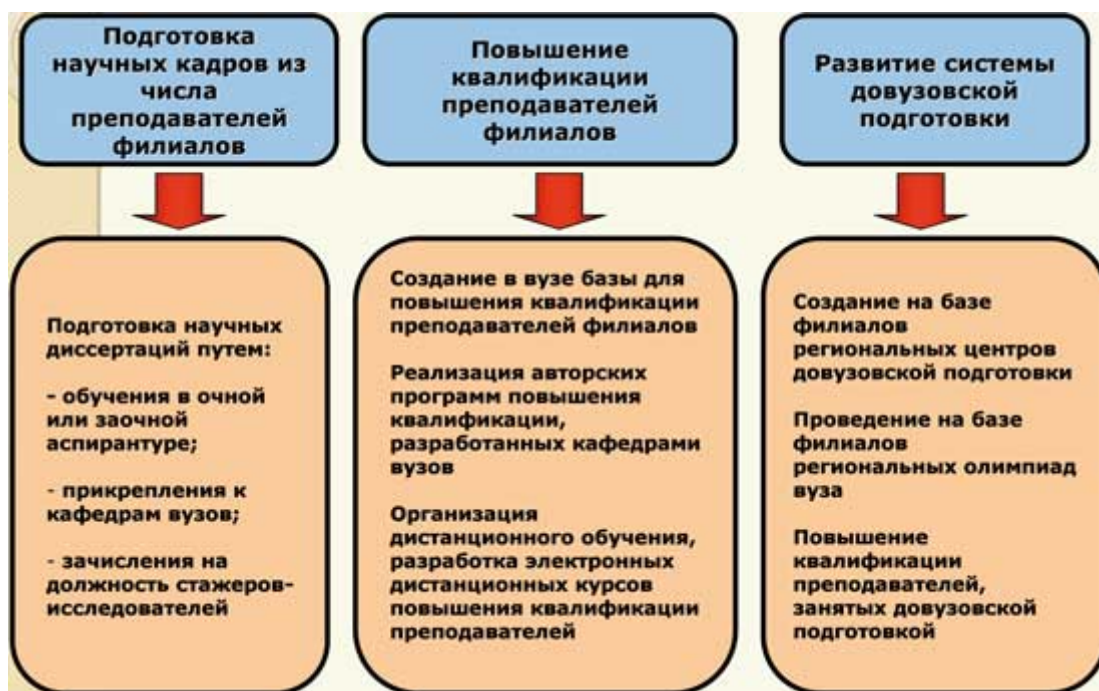 Подготовка
научных кадров из
числа
преподавателей
филиалов
Подготовка научных
диссертаций путем:
- обучения в очной
или заочной
аспирантуре;
- прикрепления к
кафедрам вузов;
- зачисления на
должность стажеров-
исследователей
Повышение
квалификации
преподавателей
филиалов
Создание в вузе базы для
повышения квалификации
преподавателей филиалов
Реализация авторских
программ повышения
квалификации,
разработанных кафедрами
вузов
Организация
дистанционного обучения,
разработка электронных
дистанционных курсов
повышения квалификации
преподавателей
Развитие системы
довузовской
подготовки
Создание на базе
филиалов
региональных центров
довузовской подготовки
Проведение на базе
филиалов
региональных олимпиад
вуза
Повышение
квалификации
преподавателей,
занятых довузовской
подготовкой